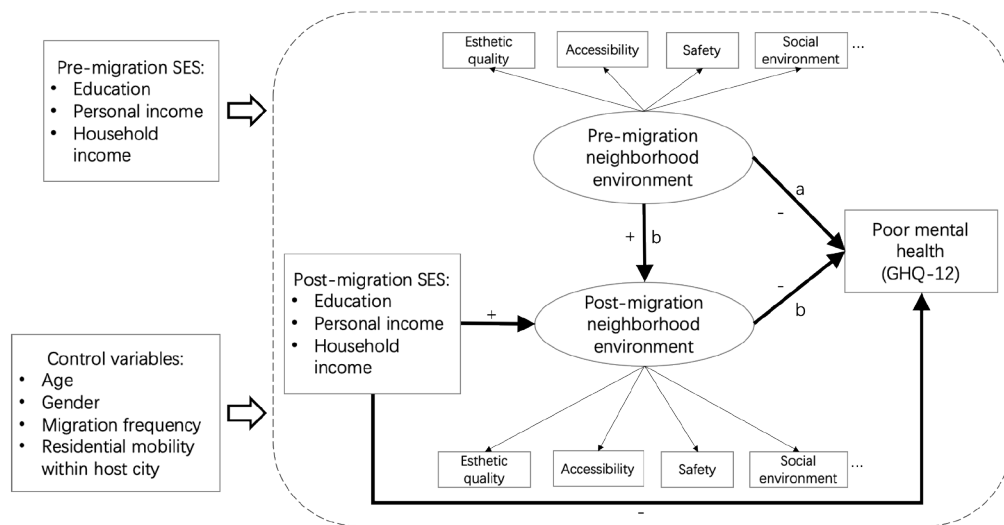 Pre-migration SES:
• Education
• Personal income
• Household
income
Control variables:
• Age
• Gender
• Migration frequency
• Residential mobility
within host city
Esthetic
quality
Accessibility
Safety
Social
environment
...
Pre-migration
neighborhood
environment
a
-
+ b
Poor mental
health
(GHQ-12)
Post-migration SES:
• Education
• Personal income
• Household
income
+
Post-migration
neighborhood
environment
-
b
Esthetic
quality
Accessibility
Safety
Social
environment
...
-